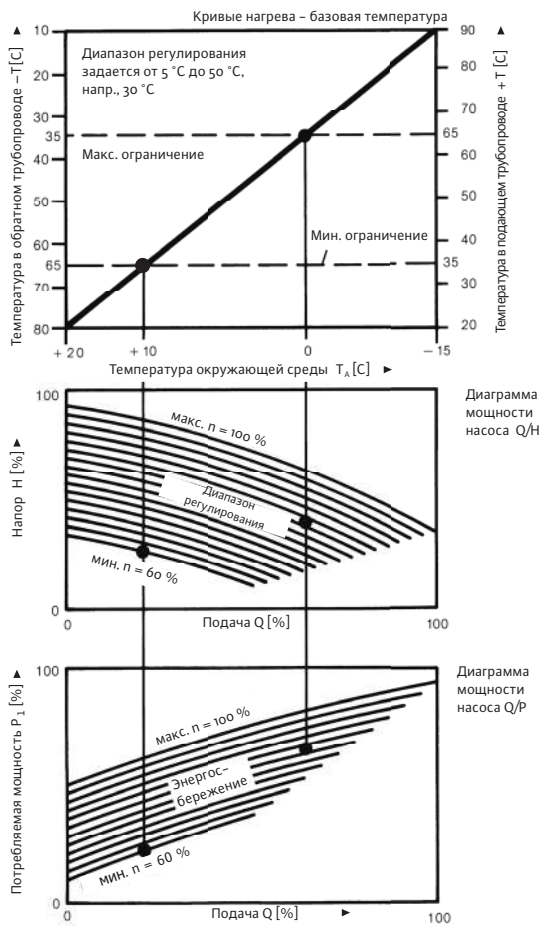 Кривые нагрева – базовая температура
Температура в обратном трубопроводе –T [C]
10
20
30
35
40
50
60
65
70
80
Диапазон регулирования
задается от 5 °C до 50 °C,
напр., 30 °C
Макс. ограничение
Мин. ограничение
90
80
70
65
60
50
40
35
30
20
Температура в подающем трубопроводе +T [C]
+20
+10
0
–15
Температура окружающей среды T_A [C]
Диаграмма
мощности
насоса Q/H
Напор H [%]
100
0
макс. n = 100 %
Диапазон
регулирования
мин. n = 60 %
0
Подача Q [%]
100
Диаграмма
мощности
насоса Q/P
Потребляемая мощность P₁ [%]
100
0
макс. n = 100 %
Энергос-
бережение
мин. n = 60 %
0
Подача Q [%]
100